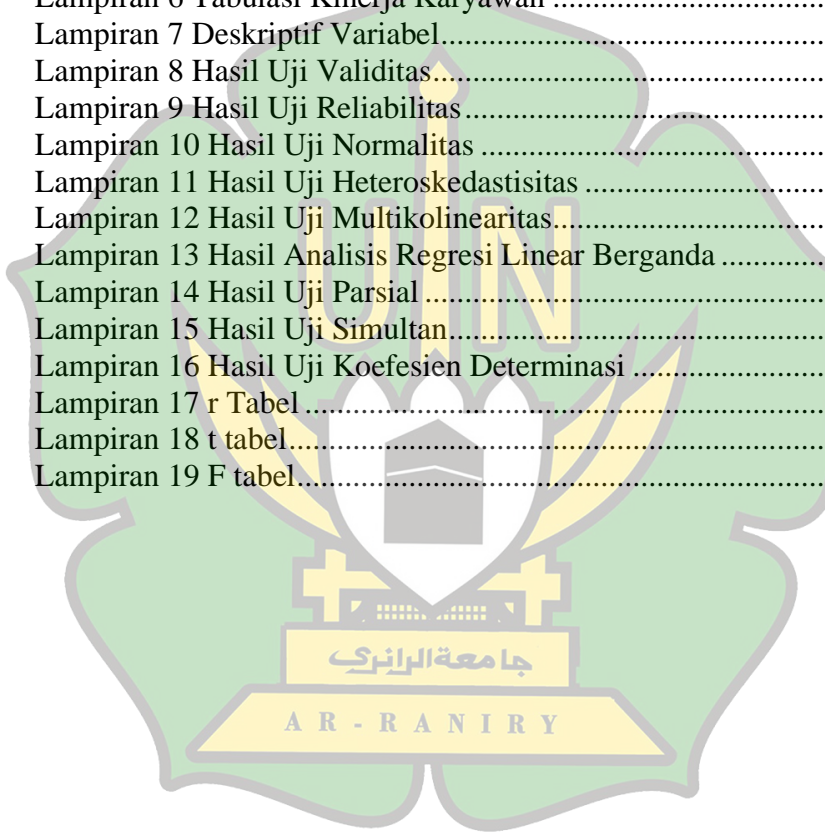 Lampiran 6 Tabulasi Kinerja Karyawan ....................................
Lampiran 7 Deskriptif Variabel..................................................
Lampiran 8 Hasil Uji Validitas...................................................
Lampiran 9 Hasil Uji Reliabilitas...............................................
Lampiran 10 Hasil Uji Normalitas .............................................
Lampiran 11 Hasil Uji Heteroskedastisitas ...............................
Lampiran 12 Hasil Uji Multikolinearitas...................................
Lampiran 13 Hasil Analisis Regresi Linear Berganda .............
Lampiran 14 Hasil Uji Parsial ...................................................
Lampiran 15 Hasil Uji Simultan................................................
Lampiran 16 Hasil Uji Koefesien Determinasi ........................
Lampiran 17 r Tabel ..................................................................
Lampiran 18 t tabel....................................................................
Lampiran 19 F tabel...................................................................
UIN
جامعة الرانري
AR-RANIRY